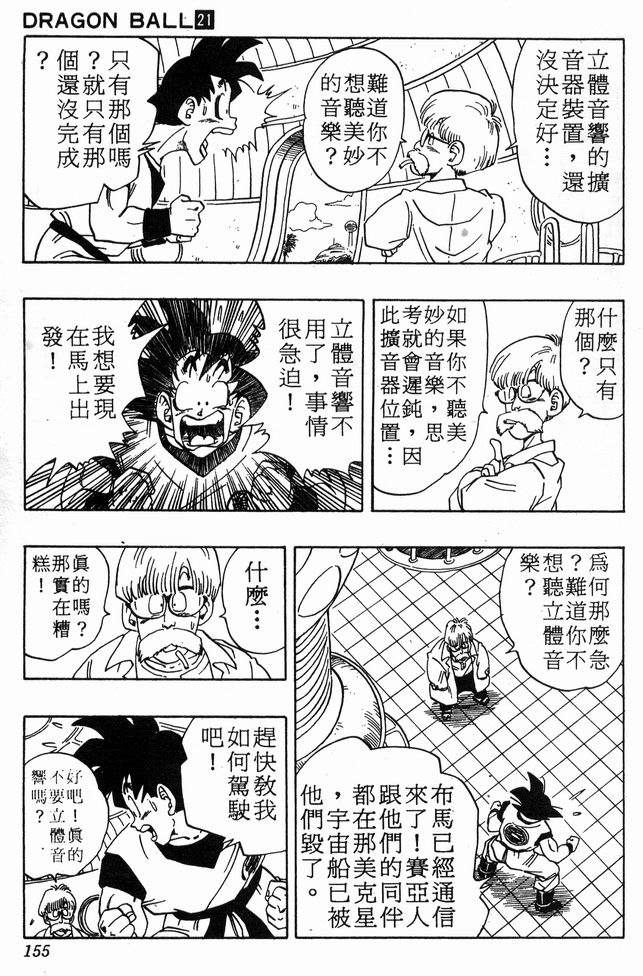 DRAGON BALL 21
立體音響的擴
音器裝置，還
沒決定好…
難道你不
想聽美妙
的音樂？
只有那個嗎
？就只有那
個還沒完成
？
什麼只有
那個？
如果你不聽美
妙的音樂，思
考就會遲鈍，因
此擴音器位置…
立體音響不
用了，事情
很急迫！
我想要現
在馬上出
發！
為何那麼急
？難道你不
想聽立體音
樂？
布馬已經通信
來了！賽亞人
跟他們的同伴
都在那美克星
，宇宙船已被
他們毀了。
什麼…
真的嗎？
那實在糟
糕！
趕快教我
如何駕駛
吧！
好吧！真的
不要立體音
響嗎？
155